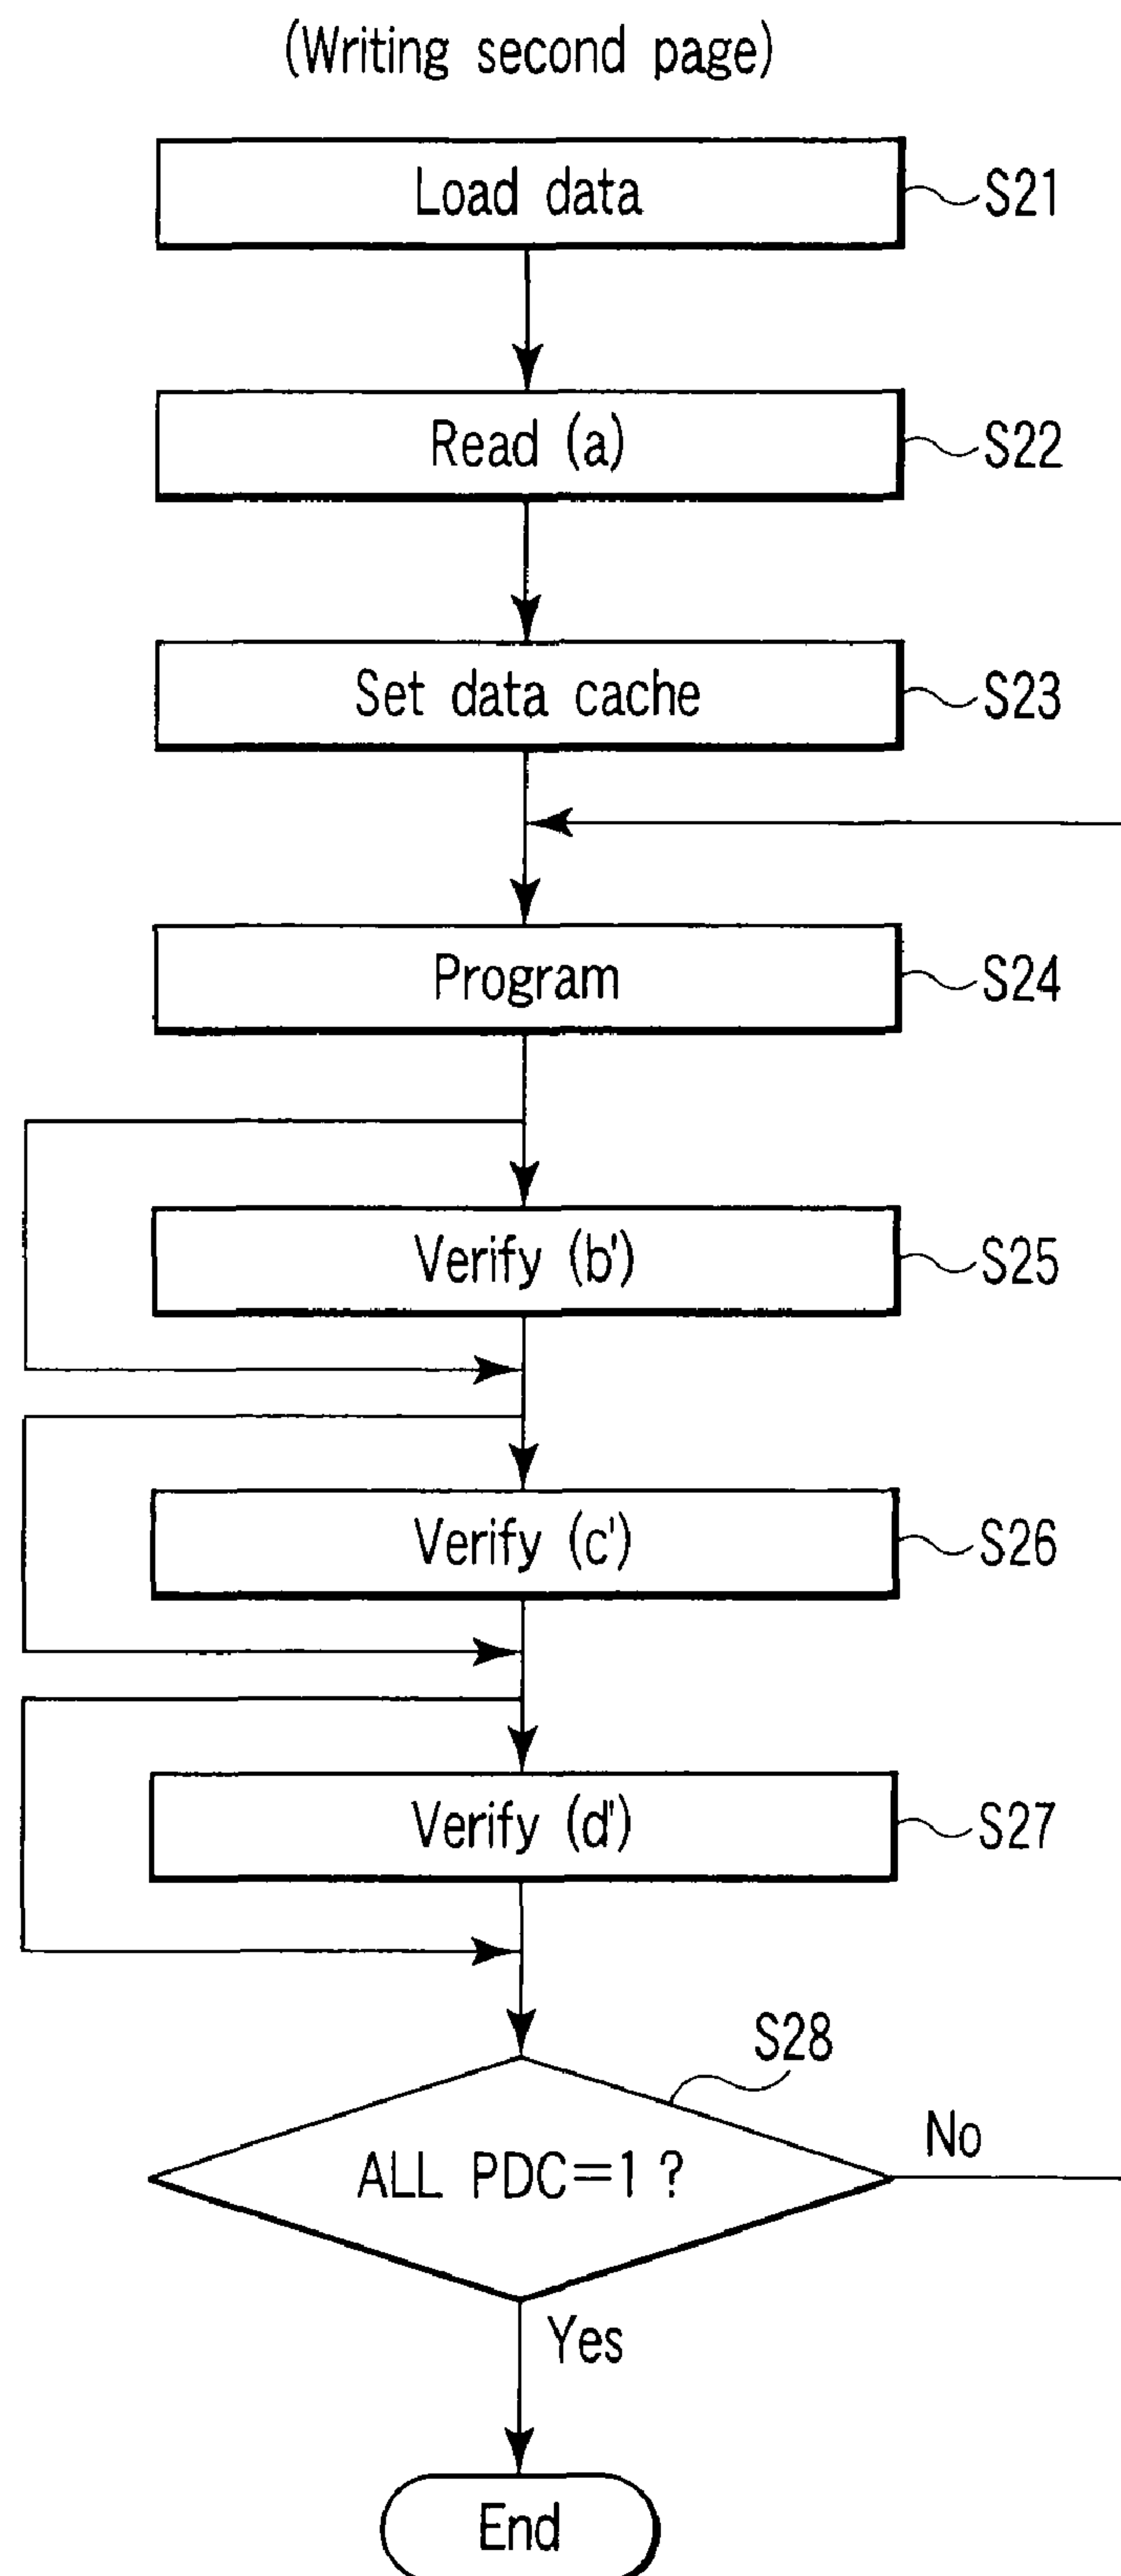 (Writing second page)
Load data
S21
Read (a)
S22
Set data cache
S23
Program
S24
Verify (b')
S25
Verify (c')
S26
Verify (d')
S27
S28
ALL PDC=1 ?
No
Yes
End